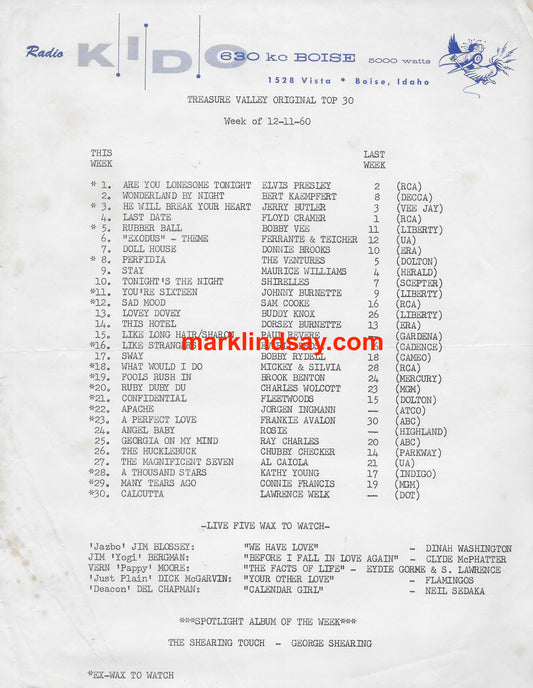 Radio KIDO 630 kc BOISE 5000 watts
1528 Vista • Boise, Idaho
TREASURE VALLEY ORIGINAL TOP 30
Week of 12-11-60
THIS WEEK LAST WEEK
*1. ARE YOU LONESOME TONIGHT ELVIS PRESLEY 2 (RCA)
2. WONDERLAND BY NIGHT BERT KAEMPFERT 8 (DECCA)
*3. HE WILL BREAK YOUR HEART JERRY BUTLER 3 (VEE JAY)
4. LAST DATE FLOYD CRAMER 1 (RCA)
*5. RUBBER BALL BOBBY VEE 11 (LIBERTY)
6. "EXODUS" - THEME FERRANTE & TEICHER 12 (UA)
7. DOLL HOUSE DONNIE BROOKS 10 (ERA)
*8. PERFIDIA THE VENTURES 5 (DOLTON)
9. STAY MAURICE WILLIAMS 4 (HERALD)
10. TONIGHT'S THE NIGHT SHIRELLES 7 (SCEPTER)
*11. YOU'RE SIXTEEN JOHNNY BURNETTE 9 (LIBERTY)
*12. SAD MOOD SAM COOKE 16 (RCA)
13. LOVEY DOVEY BUDDY KNOX 26 (LIBERTY)
14. THIS HOTEL DORSEY BURNETTE 13 (ERA)
15. LIKE LONG HAIR/SHARON PAUL REVERE (GARDENA)
marklindsay.com
*16. LIKE STRANGERS (CADENCE)
17. SWAY BOBBY RYDELL 18 (CAMEO)
*18. WHAT WOULD I DO MICKEY & SILVIA 28 (RCA)
*19. FOOLS RUSH IN BROOK BENTON 24 (MERCURY)
*20. RUBY DUBY DU CHARLES WOLCOTT 23 (MGM)
*21. CONFIDENTIAL FLEETWOODS 15 (DOLTON)
*22. APACHE JORGEN INGMANN -- (ATCO)
*23. A PERFECT LOVE FRANKIE AVALON 30 (ABC)
24. ANGEL BABY ROSIE -- (HIGHLAND)
25. GEORGIA ON MY MIND RAY CHARLES 20 (ABC)
26. THE HUCKLEBUCK CHUBBY CHECKER 14 (PARKWAY)
27. THE MAGNIFICENT SEVEN AL CAIOLA 21 (UA)
*28. A THOUSAND STARS KATHY YOUNG 17 (INDIGO)
*29. MANY TEARS AGO CONNIE FRANCIS 19 (MGM)
*30. CALCUTTA LAWRENCE WELK -- (DOT)
-LIVE FIVE WAX TO WATCH-
'Jazbo' JIM BLOSSEY: "WE HAVE LOVE" - DINAH WASHINGTON
JIM 'Yogi' BERGMAN: "BEFORE I FALL IN LOVE AGAIN" - CLYDE McPHATTER
VERN 'Pappy' MOORE: "THE FACTS OF LIFE" - EYDIE GORME & S. LAWRENCE
'Just Plain' DICK McGARVIN: "YOUR OTHER LOVE" - FLAMINGOS
'Deacon' DEL CHAPMAN: "CALENDAR GIRL" - NEIL SEDAKA
***SPOTLIGHT ALBUM OF THE WEEK***
THE SHEARING TOUCH - GEORGE SHEARING
*EX-WAX TO WATCH